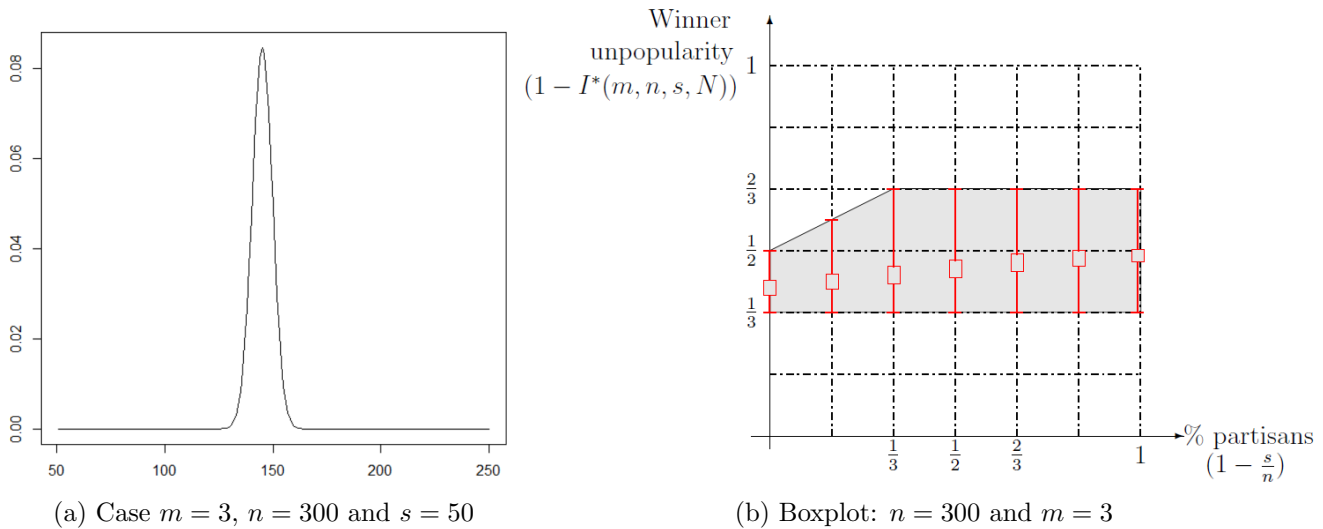 0.08
0.06
0.04
0.02
0.00
50
100
150
200
250
(a) Case m = 3, n = 300 and s = 50
Winner
unpopularity
(1 − I*(m, n, s, N))
1
2/3
1/2
1/3
1/3
1/2
2/3
1
% partisans
(1 − s/n)
(b) Boxplot: n = 300 and m = 3